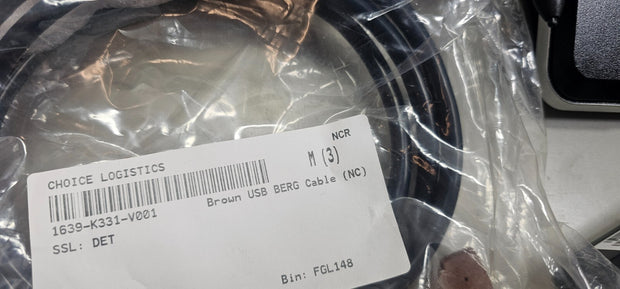 NCR
CHOICE LOGISTICS
M (3)
1639-K331-V001
Brown USB BERG Cable (NC)
SSL: DET
Bin: FGL148